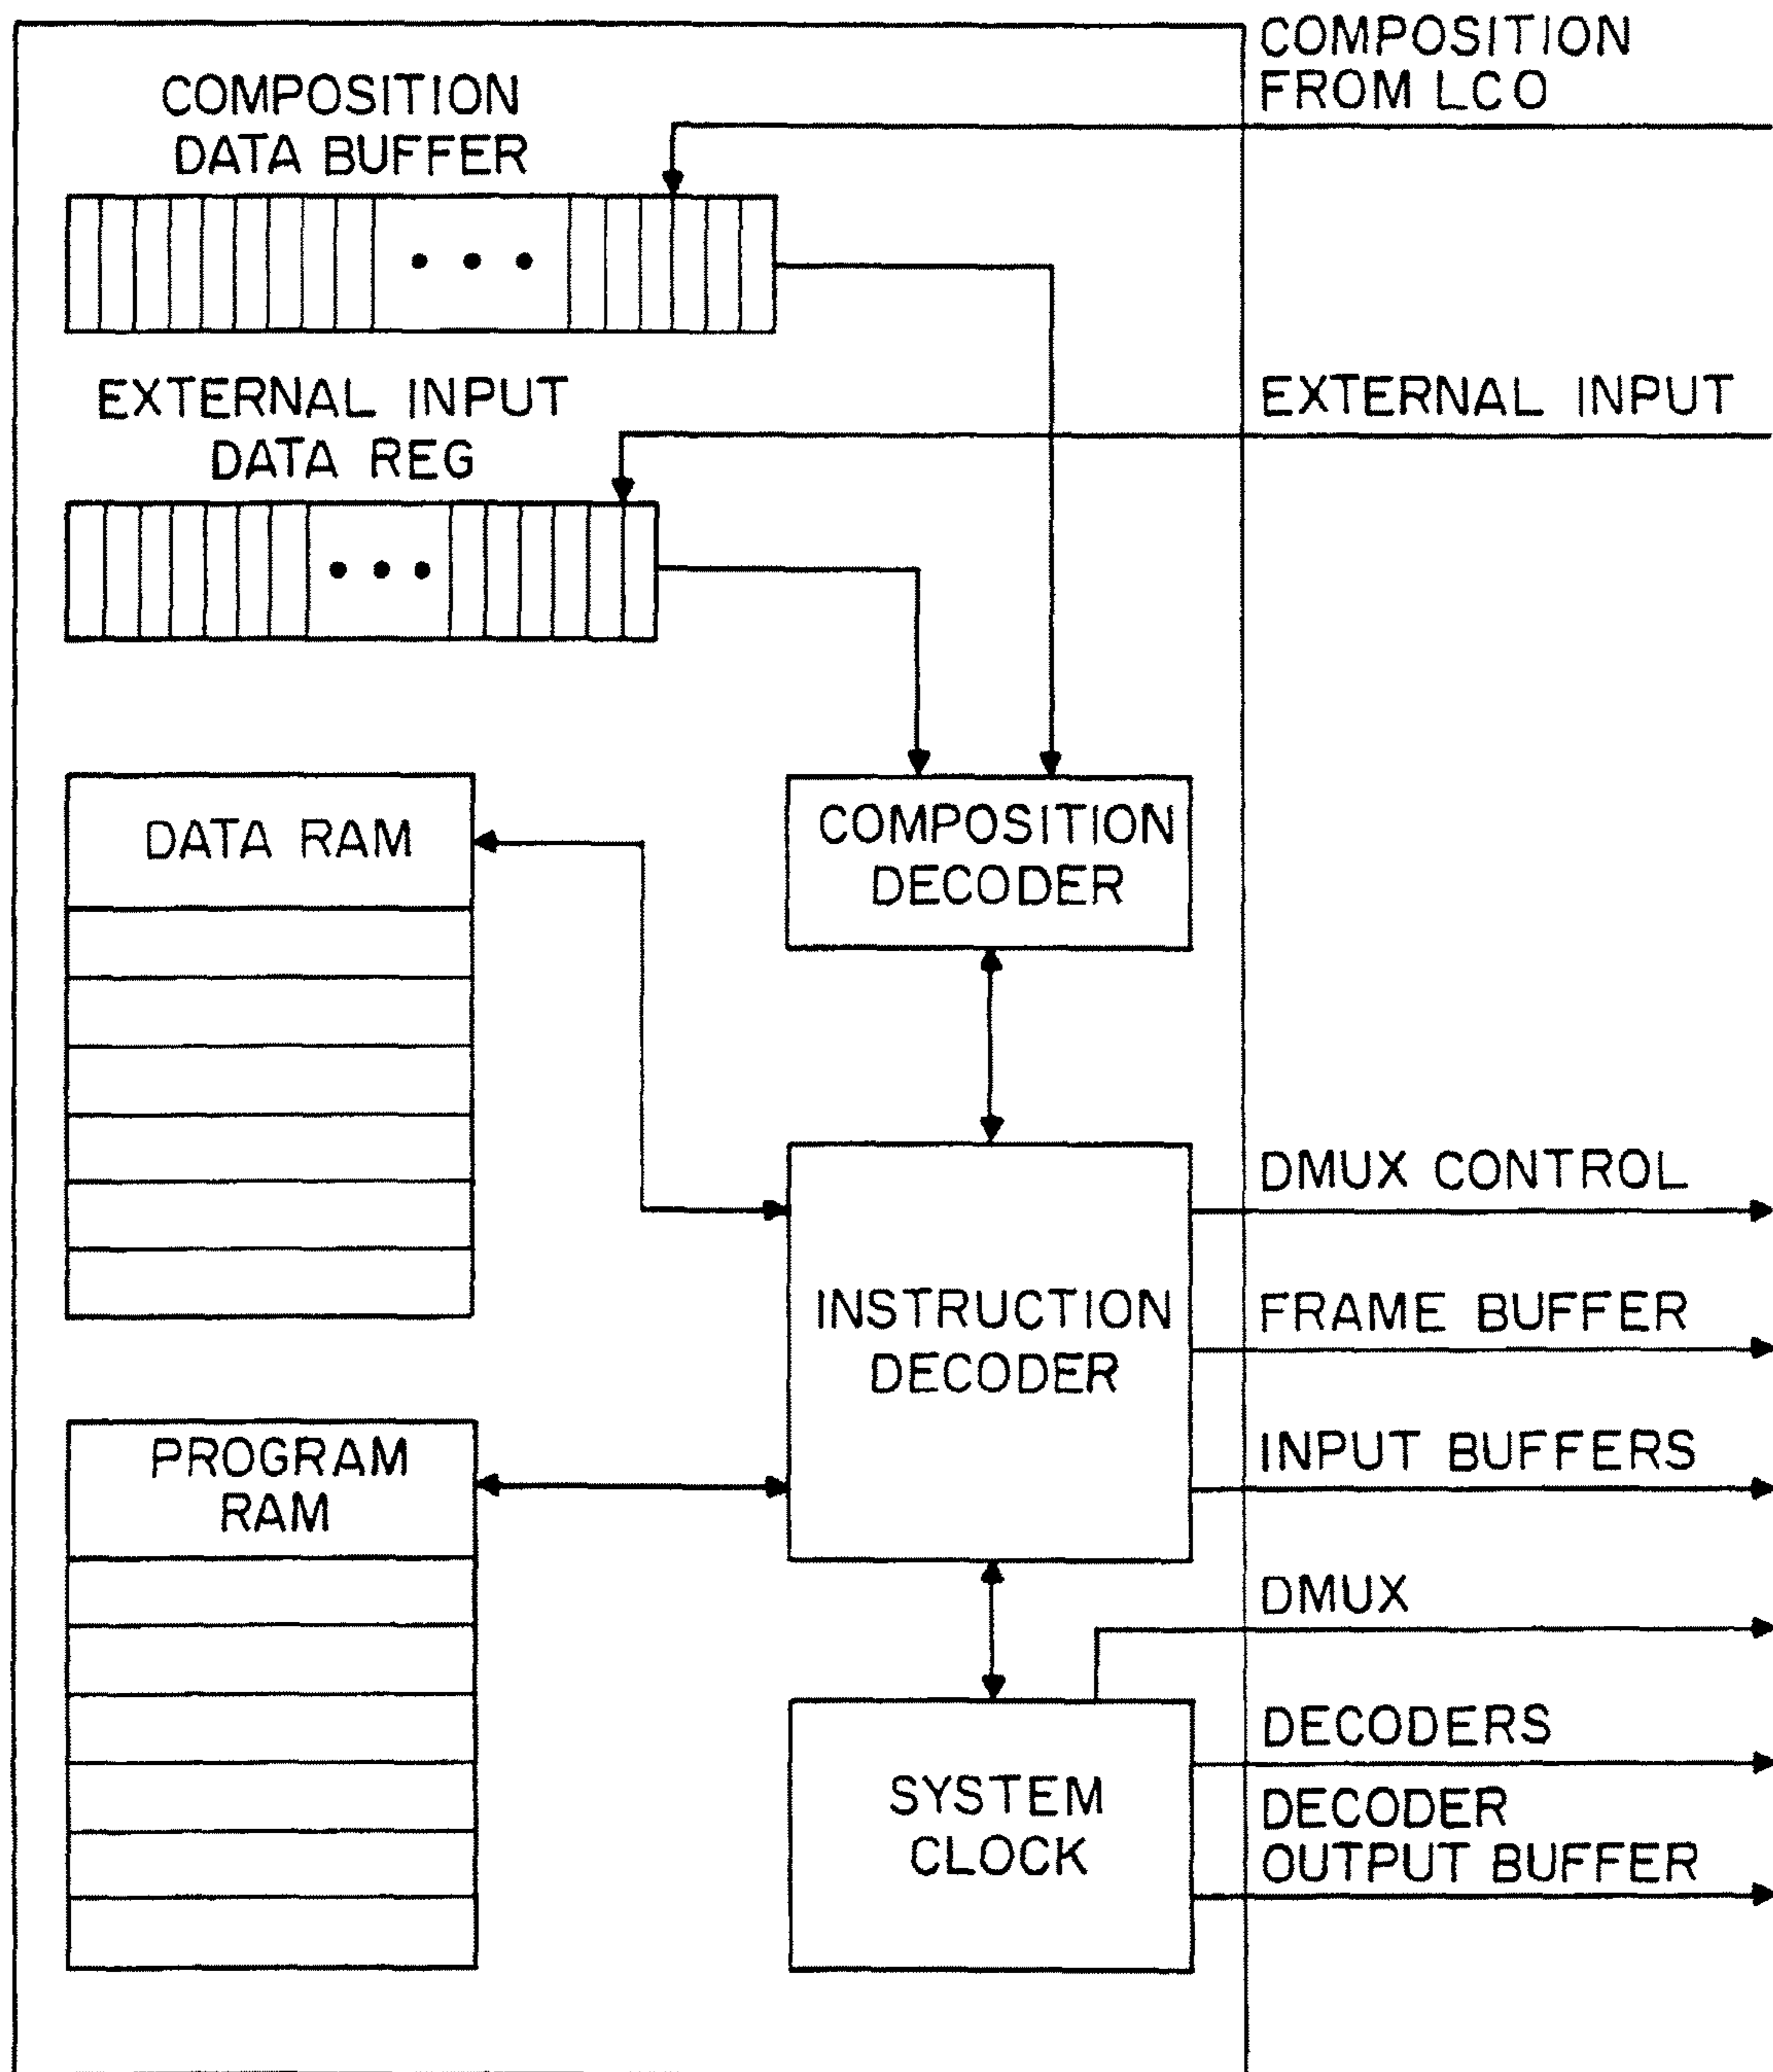 COMPOSITION
FROM LCO
COMPOSITION
DATA BUFFER
EXTERNAL INPUT
EXTERNAL INPUT
DATA REG
DATA RAM
COMPOSITION
DECODER
DMUX CONTROL
INSTRUCTION
DECODER
FRAME BUFFER
INPUT BUFFERS
PROGRAM
RAM
DMUX
DECODERS
SYSTEM
CLOCK
DECODER
OUTPUT BUFFER